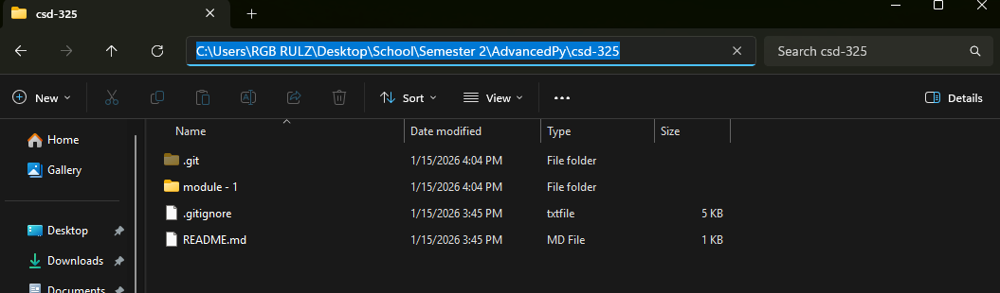 csd-325
C:\Users\RGB RULZ\Desktop\School\Semester 2\AdvancedPy\csd-325
Search csd-325
New
Sort
View
Details
Name Date modified Type Size
Home
Gallery
Desktop
Downloads
Documents
.git 1/15/2026 4:04 PM File folder
module - 1 1/15/2026 4:04 PM File folder
.gitignore 1/15/2026 3:45 PM txtfile 5 KB
README.md 1/15/2026 3:45 PM MD File 1 KB